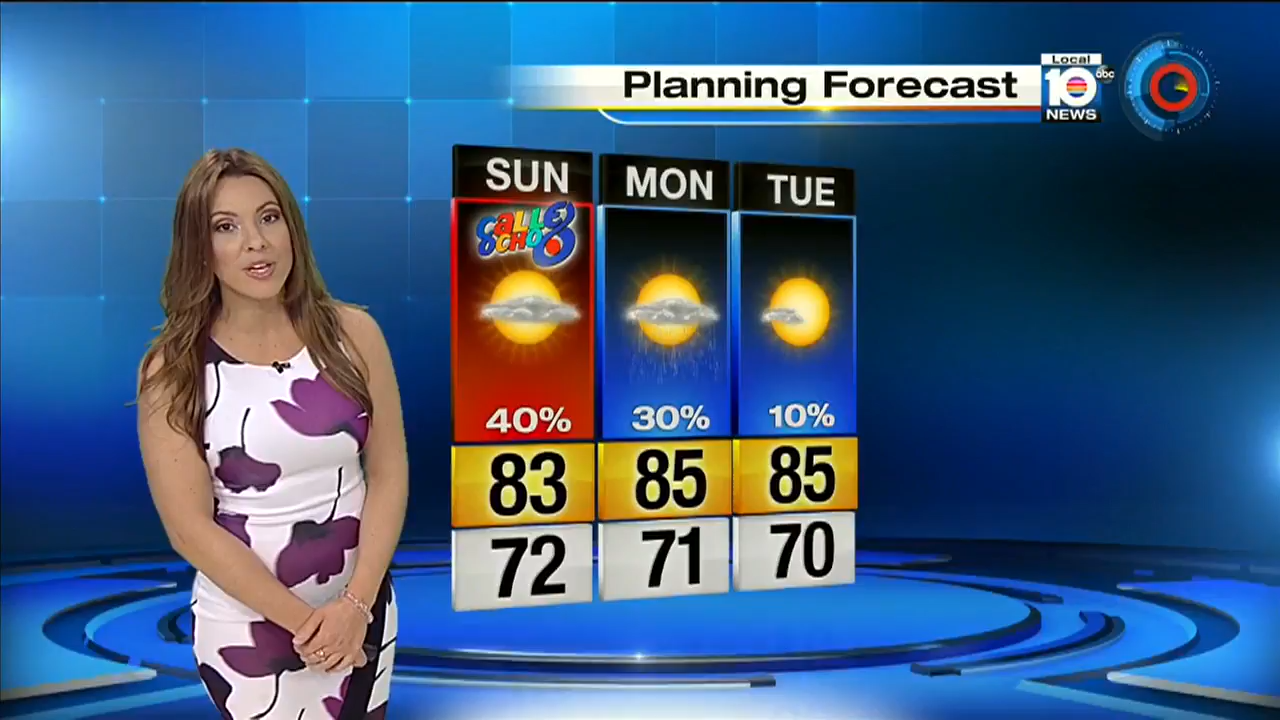 Planning Forecast
Local
10
abc
NEWS
SUN
MON
TUE
CALLE
OCHO
8
40%
30%
10%
83
85
85
72
71
70